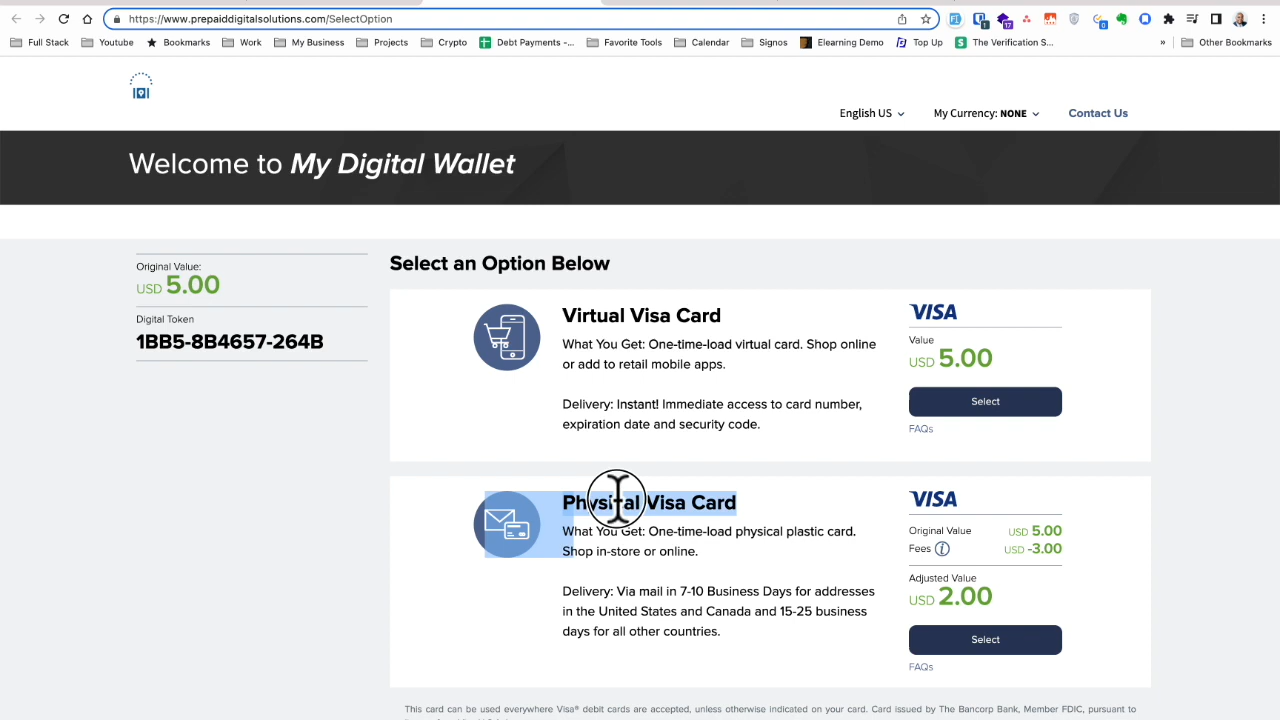 https://www.prepaiddigitalsolutions.com/SelectOption
Full Stack
Youtube
Bookmarks
Work
My Business
Projects
Crypto
Debt Payments -...
Favorite Tools
Calendar
Signos
Elearning Demo
Top Up
The Verification S...
»
Other Bookmarks
English US
My Currency: NONE
Contact Us
Welcome to My Digital Wallet
Original Value:
USD 5.00
Digital Token
1BB5-8B4657-264B
Select an Option Below
Virtual Visa Card
What You Get: One-time-load virtual card. Shop online
or add to retail mobile apps.
Delivery: Instant! Immediate access to card number,
expiration date and security code.
VISA
Value
USD 5.00
Select
FAQs
Physical Visa Card
What You Get: One-time-load physical plastic card.
Shop in-store or online.
Delivery: Via mail in 7-10 Business Days for addresses
in the United States and Canada and 15-25 business
days for all other countries.
VISA
Original Value USD 5.00
Fees USD -3.00
Adjusted Value
USD 2.00
Select
FAQs
This card can be used everywhere Visa® debit cards are accepted, unless otherwise indicated on your card. Card issued by The Bancorp Bank, Member FDIC, pursuant to